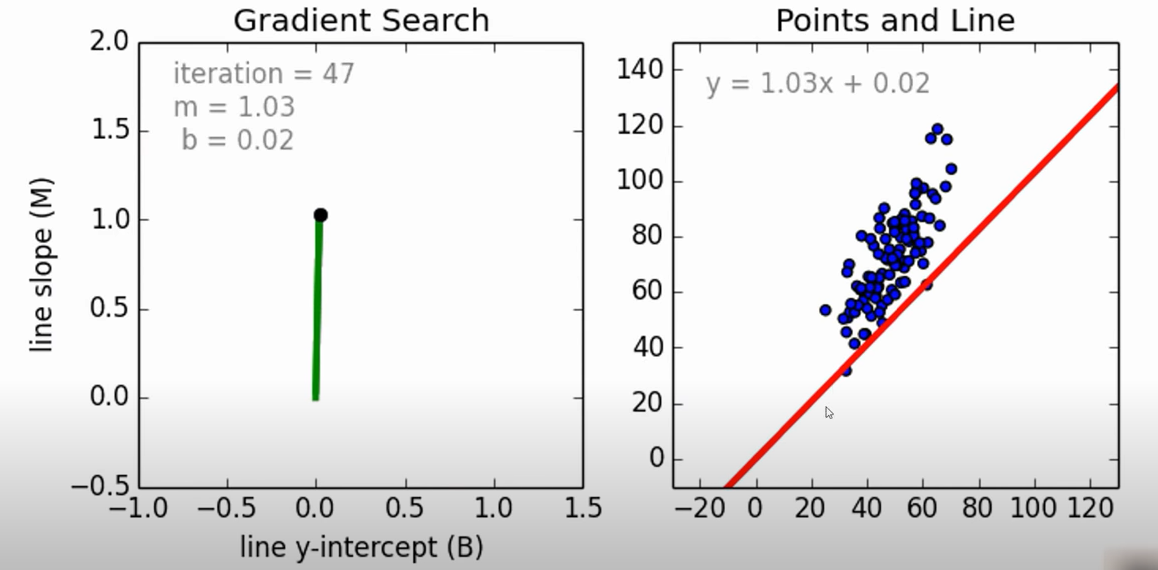 Gradient Search
iteration = 47
m = 1.03
b = 0.02
2.0
1.5
1.0
0.5
0.0
−0.5
−1.0 −0.5 0.0 0.5 1.0 1.5
line slope (M)
line y-intercept (B)
Points and Line
y = 1.03x + 0.02
140
120
100
80
60
40
20
0
−20 0 20 40 60 80 100 120